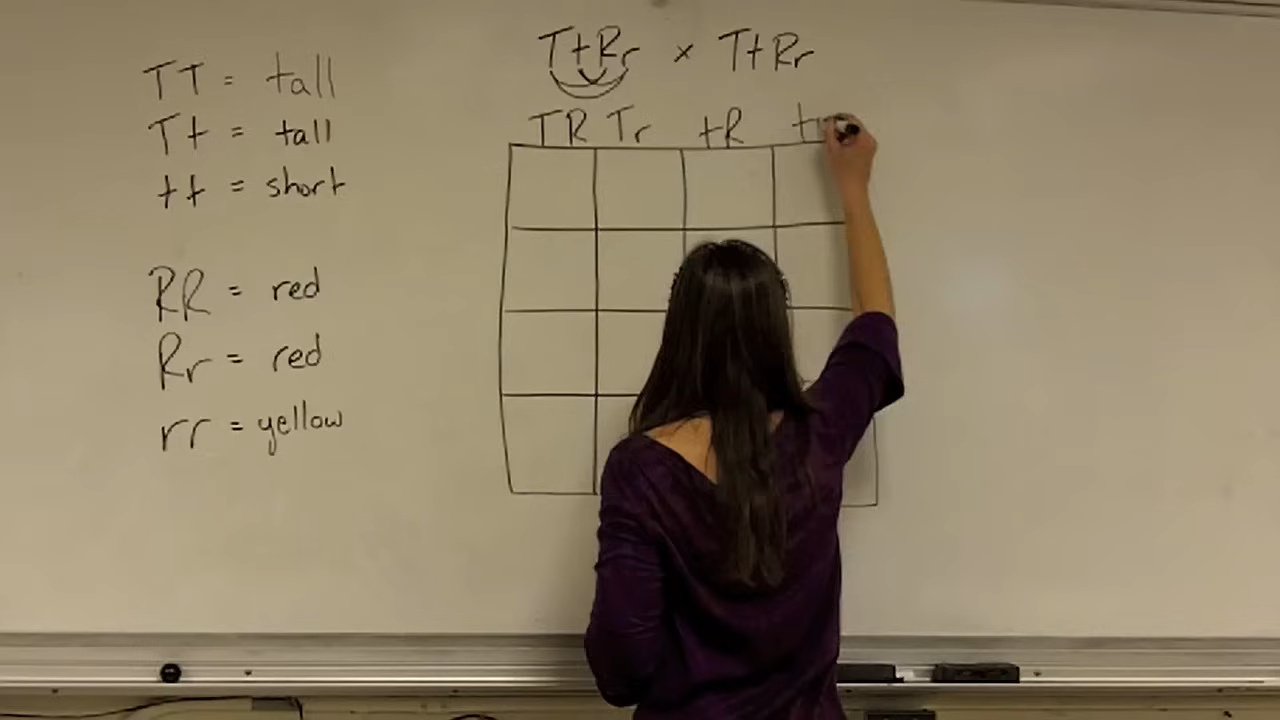 TtRr × TtRr
TR Tr tR
TT = tall
Tt = tall
tt = short
RR = red
Rr = red
rr = yellow